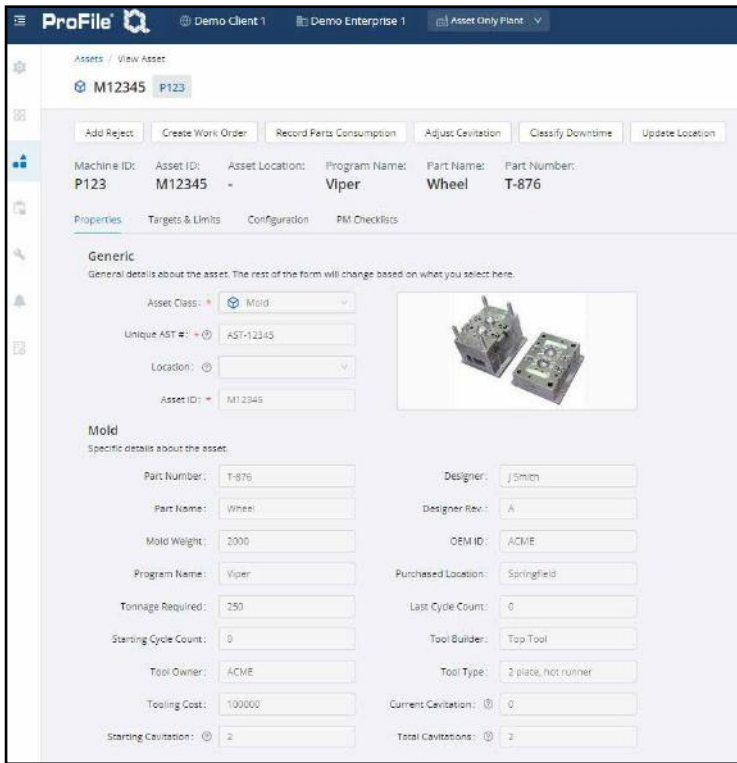 ProFile Demo Client 1 Demo Enterprise 1 Asset Only Plant
Assets / View Asset
M12345 P123
Add Reject Create Work Order Record Parts Consumption Adjust Cavitation Classify Downtime Update Location
Machine ID: Asset ID: Asset Location: Program Name: Part Name: Part Number:
P123 M12345 - Viper Wheel T-876
Properties Targets & Limits Configuration PM Checklists
Generic
General details about the asset. The rest of the form will change based on what you select here.
Asset Class: * Mold
Unique AST #: * AST-12345
Location:
Asset ID: * M12345
Mold
Specific details about the asset.
Part Number: T-876 Designer: J Smith
Part Name: Wheel Designer Rev.: A
Mold Weight: 2000 OEM ID: ACME
Program Name: Viper Purchased Location: Springfield
Tonnage Required: 250 Last Cycle Count: 0
Starting Cycle Count: 0 Tool Builder: Top Tool
Tool Owner: ACME Tool Type: 2 plate, hot runner
Tooling Cost: 100000 Current Cavitation: 0
Starting Cavitation: 2 Total Cavitations: 2